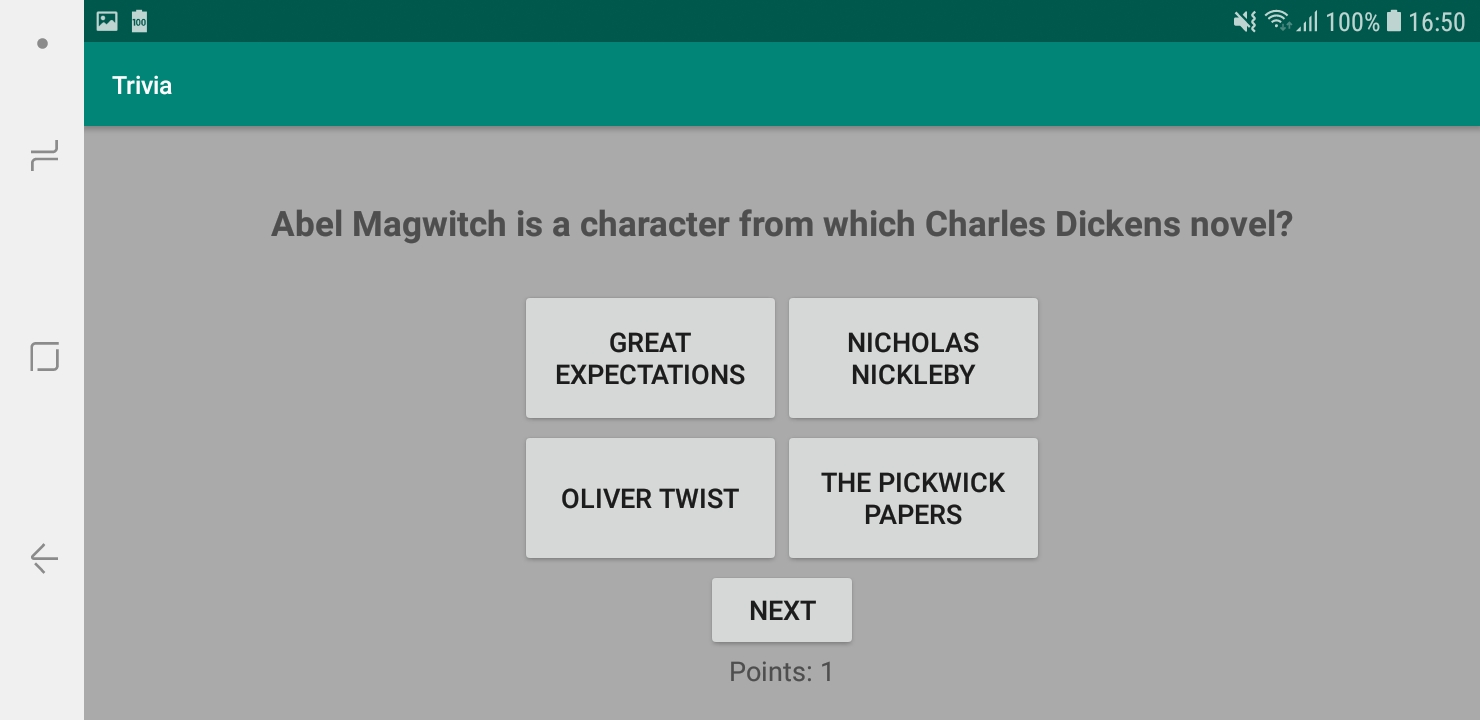 100
100% 16:50
Trivia
Abel Magwitch is a character from which Charles Dickens novel?
GREAT
EXPECTATIONS
NICHOLAS
NICKLEBY
OLIVER TWIST
THE PICKWICK
PAPERS
NEXT
Points: 1